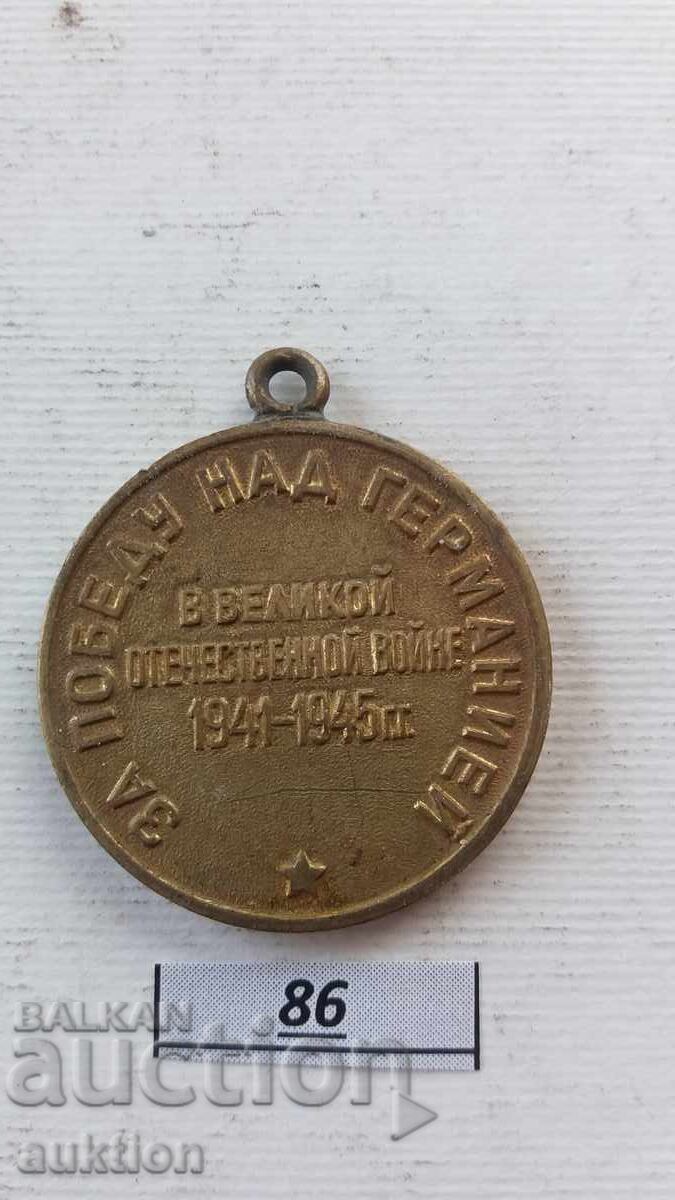 ЗА ПОБЕДУ НАД ГЕРМАНИЕЙ
В ВЕЛИКОЙ
ОТЕЧЕСТВЕННОЙ ВОЙНЕ
1941-1945 гг.
86
BALKAN
auction
auktion